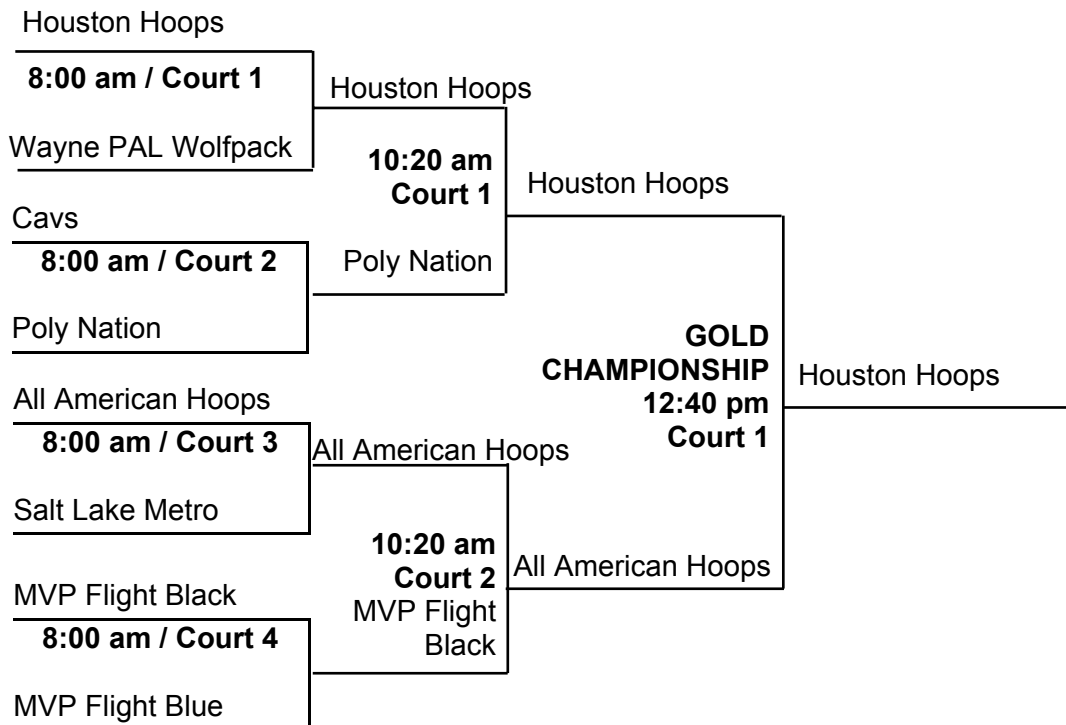 Houston Hoops
8:00 am / Court 1
Wayne PAL Wolfpack
Cavs
8:00 am / Court 2
Poly Nation
All American Hoops
8:00 am / Court 3
Salt Lake Metro
MVP Flight Black
8:00 am / Court 4
MVP Flight Blue
Houston Hoops
10:20 am
Court 1
Poly Nation
All American Hoops
10:20 am
Court 2
MVP Flight
Black
Houston Hoops
GOLD
CHAMPIONSHIP
12:40 pm
Court 1
All American Hoops
Houston Hoops